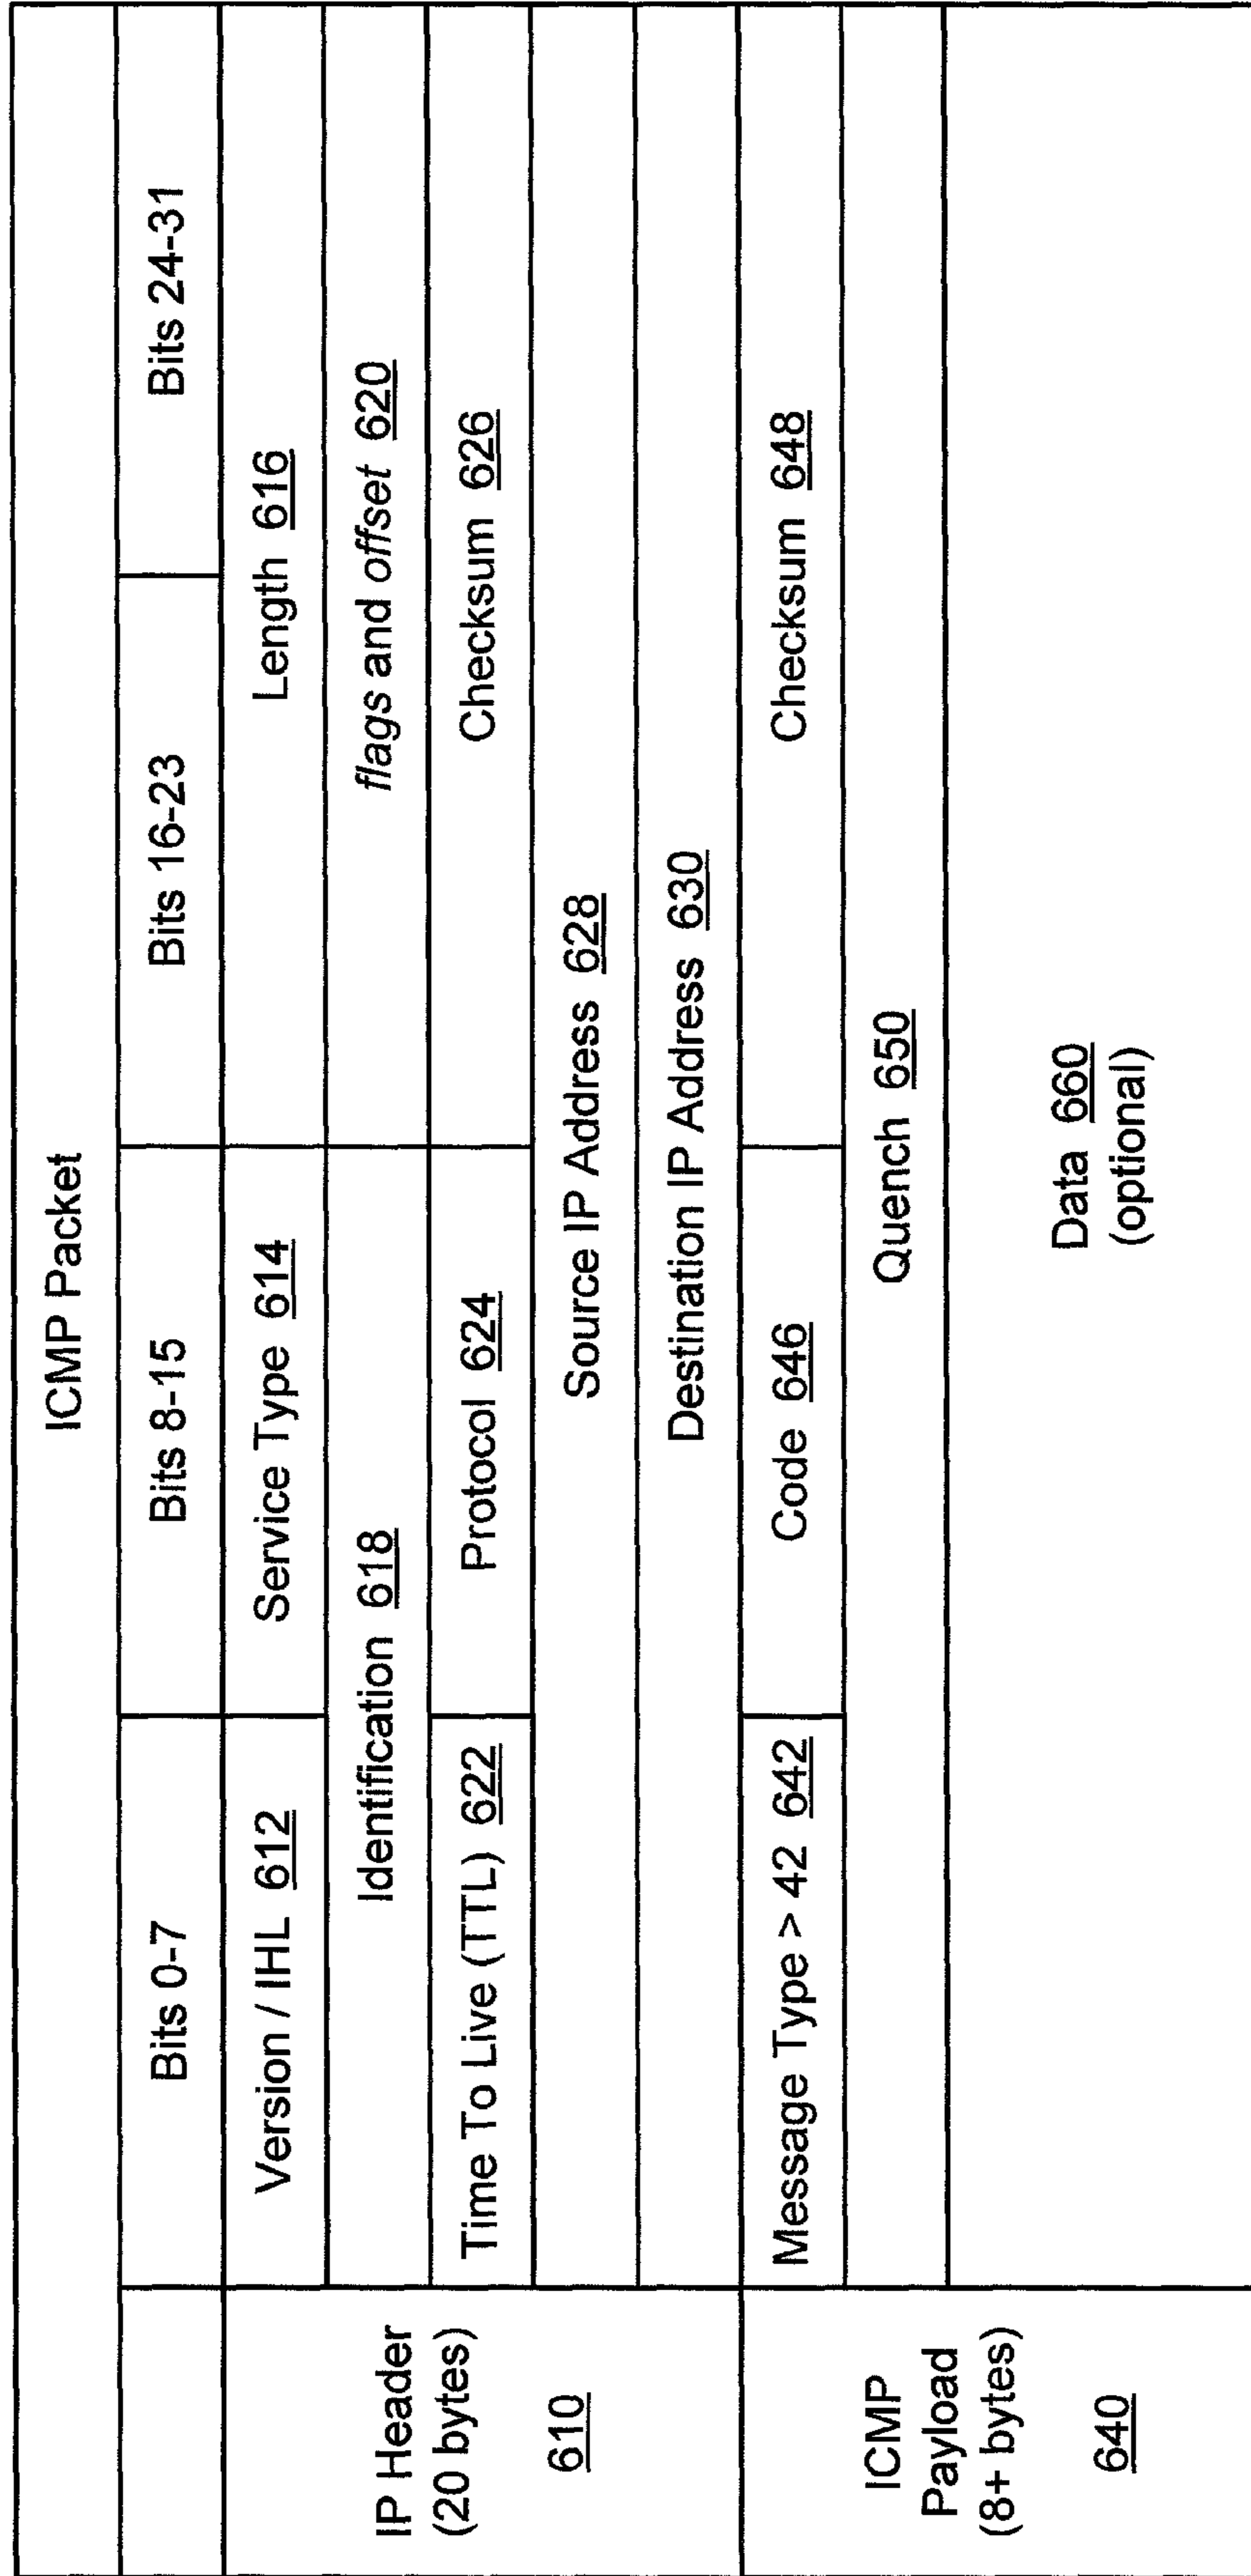 ICMP Packet
Bits 0-7
Bits 8-15
Bits 16-23
Bits 24-31
IP Header
(20 bytes)
610
Version / IHL 612
Service Type 614
Length 616
Identification 618
flags and offset 620
Time To Live (TTL) 622
Protocol 624
Checksum 626
Source IP Address 628
Destination IP Address 630
ICMP
Payload
(8+ bytes)
640
Message Type > 42 642
Code 646
Checksum 648
Quench 650
Data 660
(optional)